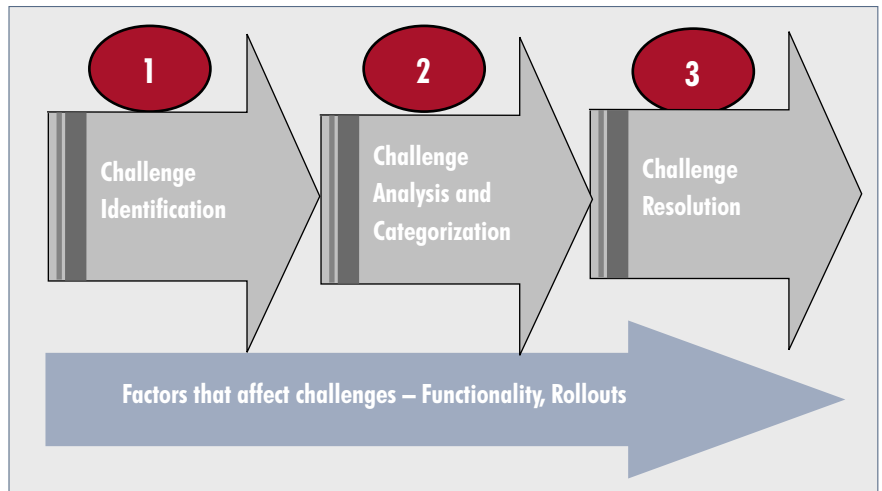 1
Challenge
Identification
2
Challenge
Analysis and
Categorization
3
Challenge
Resolution
Factors that affect challenges – Functionality, Rollouts